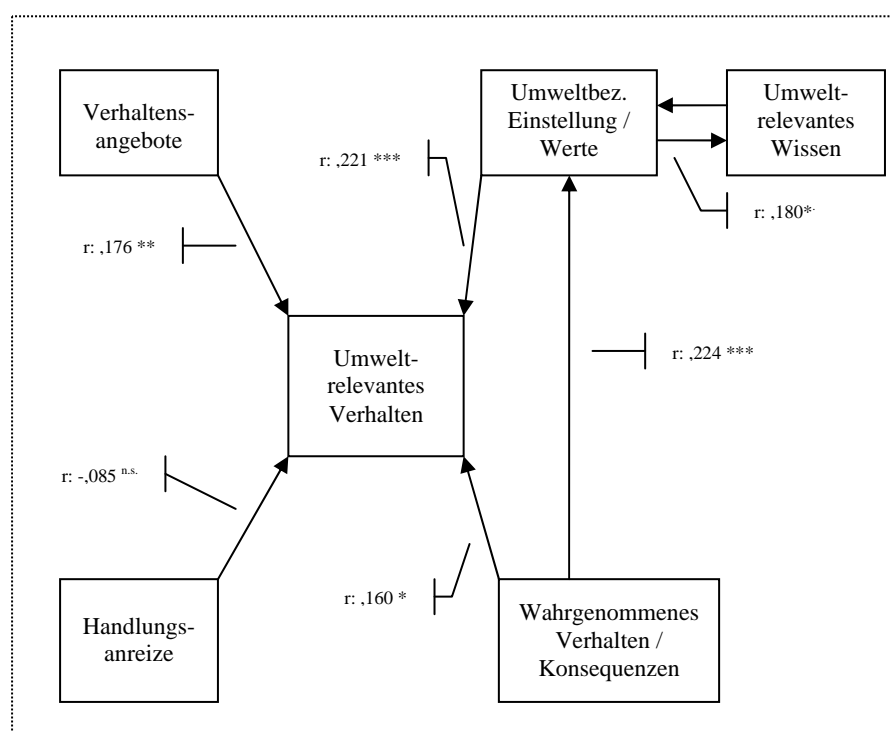 Verhaltens-
angebote
Umweltbez.
Einstellung /
Werte
Umwelt-
relevantes
Wissen
r: ,221 ***
r: ,180*.
r: ,176 **
Umwelt-
relevantes
Verhalten
r: ,224 ***
r: -,085 n.s.
r: ,160 *
Handlungs-
anreize
Wahrgenommenes
Verhalten /
Konsequenzen